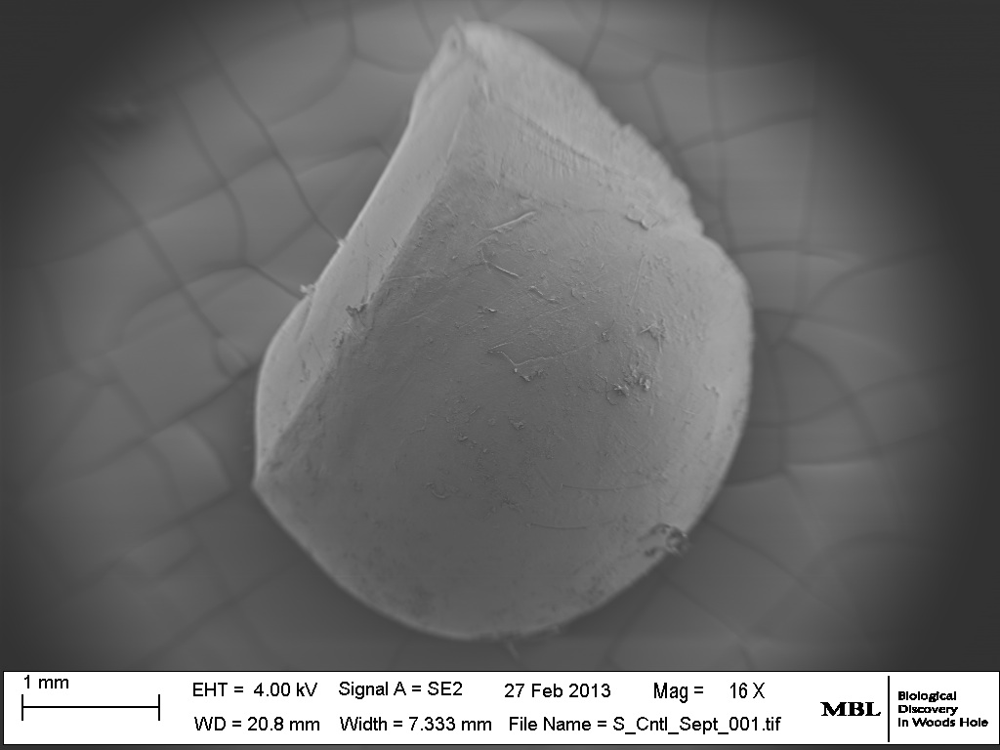 1 mm
EHT = 4.00 kV Signal A = SE2 27 Feb 2013 Mag = 16 X
WD = 20.8 mm Width = 7.333 mm File Name = S_Cntl_Sept_001.tif
MBL
Biological
Discovery
in Woods Hole